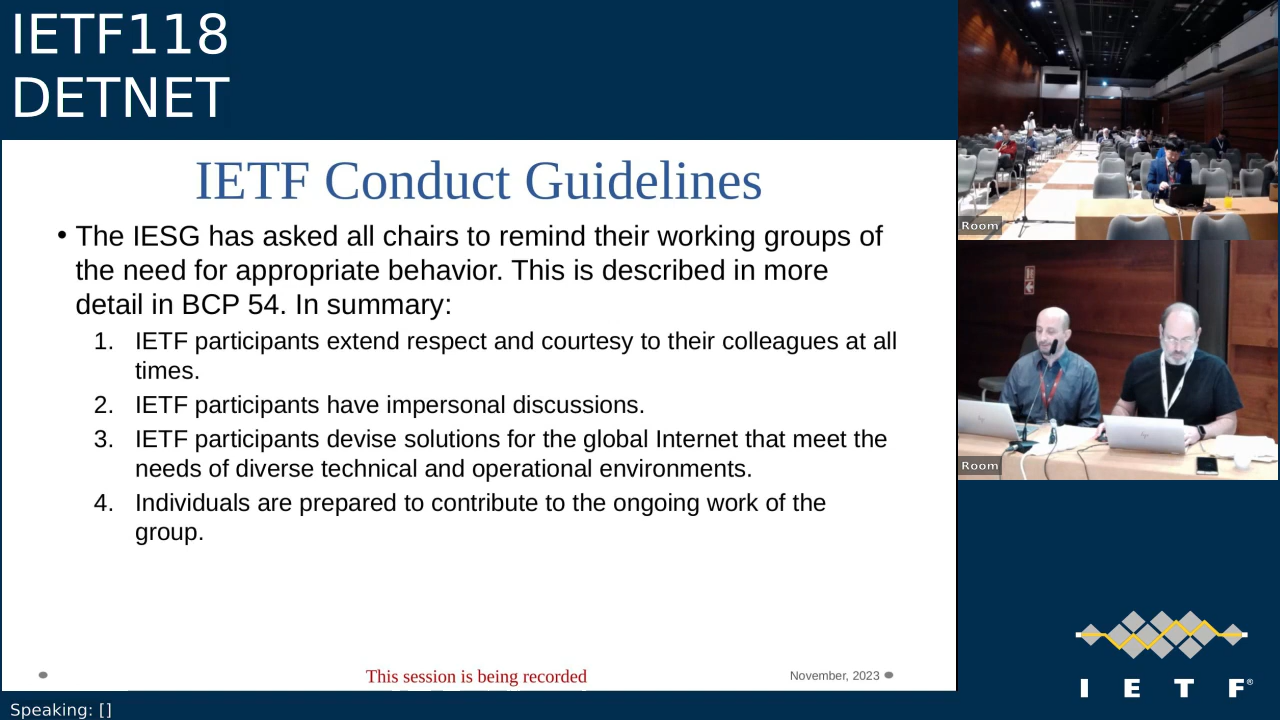 IETF118
DETNET
IETF Conduct Guidelines
• The IESG has asked all chairs to remind their working groups of
the need for appropriate behavior. This is described in more
detail in BCP 54. In summary:
1. IETF participants extend respect and courtesy to their colleagues at all
times.
2. IETF participants have impersonal discussions.
3. IETF participants devise solutions for the global Internet that meet the
needs of diverse technical and operational environments.
4. Individuals are prepared to contribute to the ongoing work of the
group.
This session is being recorded
November, 2023
Room
Room
I E T F®
Speaking: []